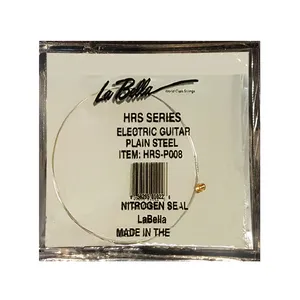 La Bella
HRS SERIES
ELECTRIC GUITAR
PLAIN STEEL
ITEM: HRS-P008
NITROGEN SEAL
LaBella
MADE IN THE